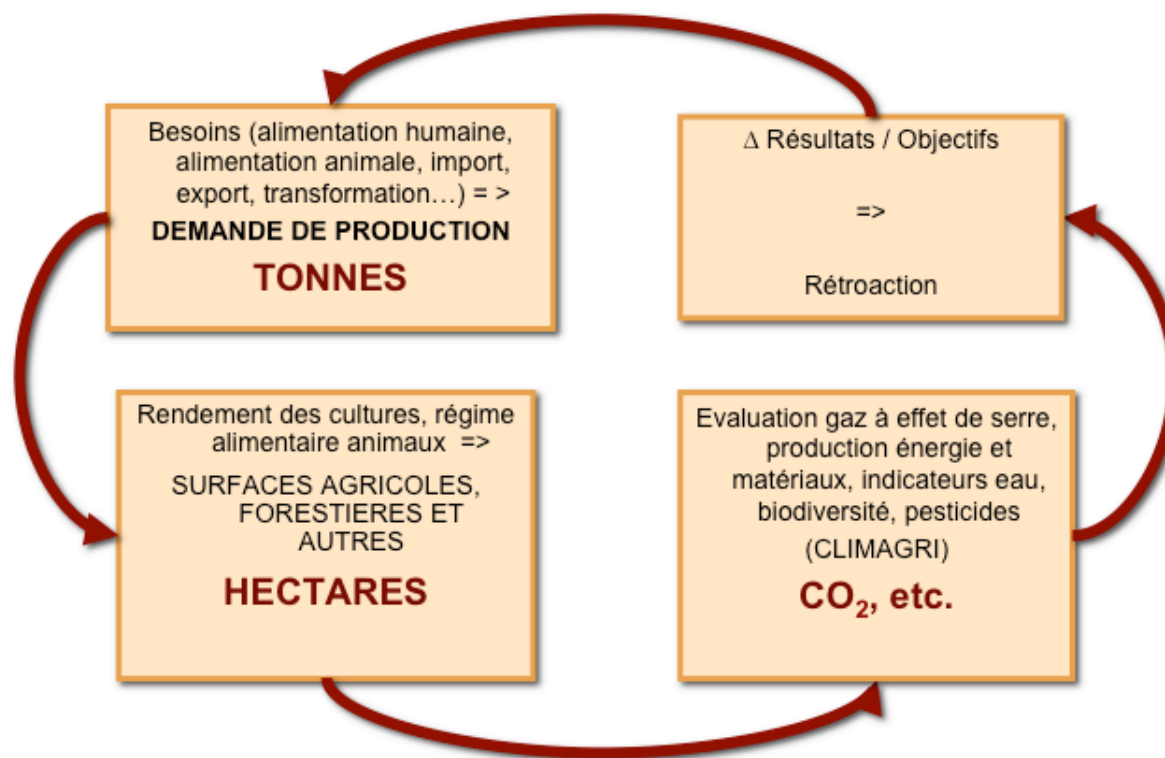 Besoins (alimentation humaine,
alimentation animale, import,
export, transformation…) = >
DEMANDE DE PRODUCTION
TONNES
Δ Résultats / Objectifs
=>
Rétroaction
Rendement des cultures, régime
alimentaire animaux =>
SURFACES AGRICOLES,
FORESTIERES ET
AUTRES
HECTARES
Evaluation gaz à effet de serre,
production énergie et
matériaux, indicateurs eau,
biodiversité, pesticides
(CLIMAGRI)
CO₂, etc.